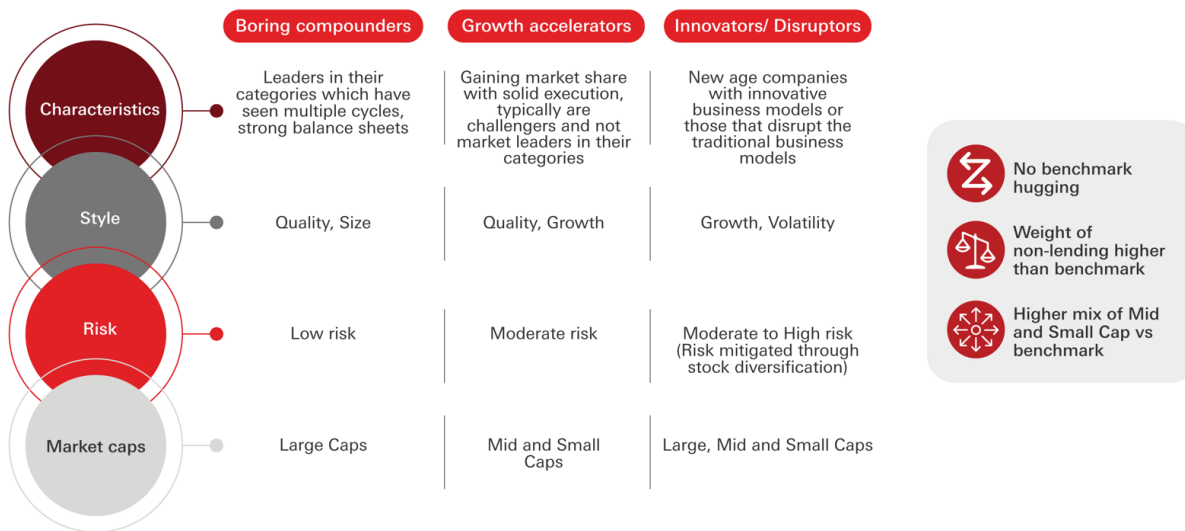 Boring compounders
Growth accelerators
Innovators/ Disruptors
Characteristics
Leaders in their
categories which have
seen multiple cycles,
strong balance sheets
Gaining market share
with solid execution,
typically are
challengers and not
market leaders in their
categories
New age companies
with innovative
business models or
those that disrupt the
traditional business
models
Style
Quality, Size
Quality, Growth
Growth, Volatility
Risk
Low risk
Moderate risk
Moderate to High risk
(Risk mitigated through
stock diversification)
Market caps
Large Caps
Mid and Small
Caps
Large, Mid and Small Caps
No benchmark
hugging
Weight of
non-lending higher
than benchmark
Higher mix of Mid
and Small Cap vs
benchmark